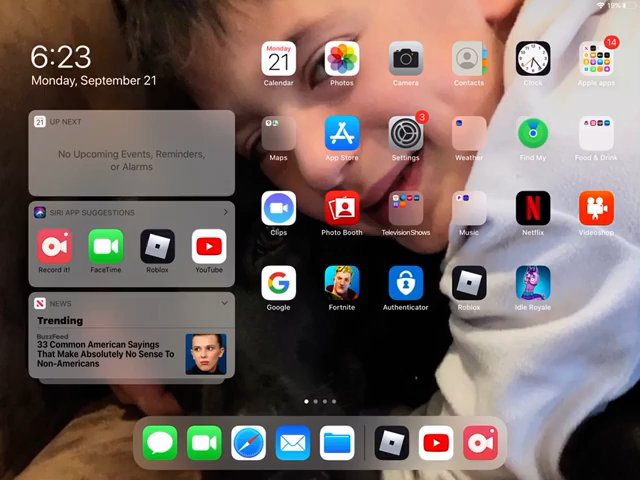 19%
6:23
Monday, September 21
21 UP NEXT
No Upcoming Events, Reminders,
or Alarms
SIRI APP SUGGESTIONS
Record it!
FaceTime
Roblox
YouTube
NEWS
Trending
BuzzFeed
33 Common American Sayings
That Make Absolutely No Sense To
Non-Americans
Monday
21
14
Calendar
Photos
Camera
Contacts
Clock
Apple apps
3
Maps
App Store
Settings
Weather
Find My
Food & Drink
Clips
Photo Booth
TelevisionShows
Music
Netflix
Videoshop
Google
Fortnite
Authenticator
Roblox
Idle Royale